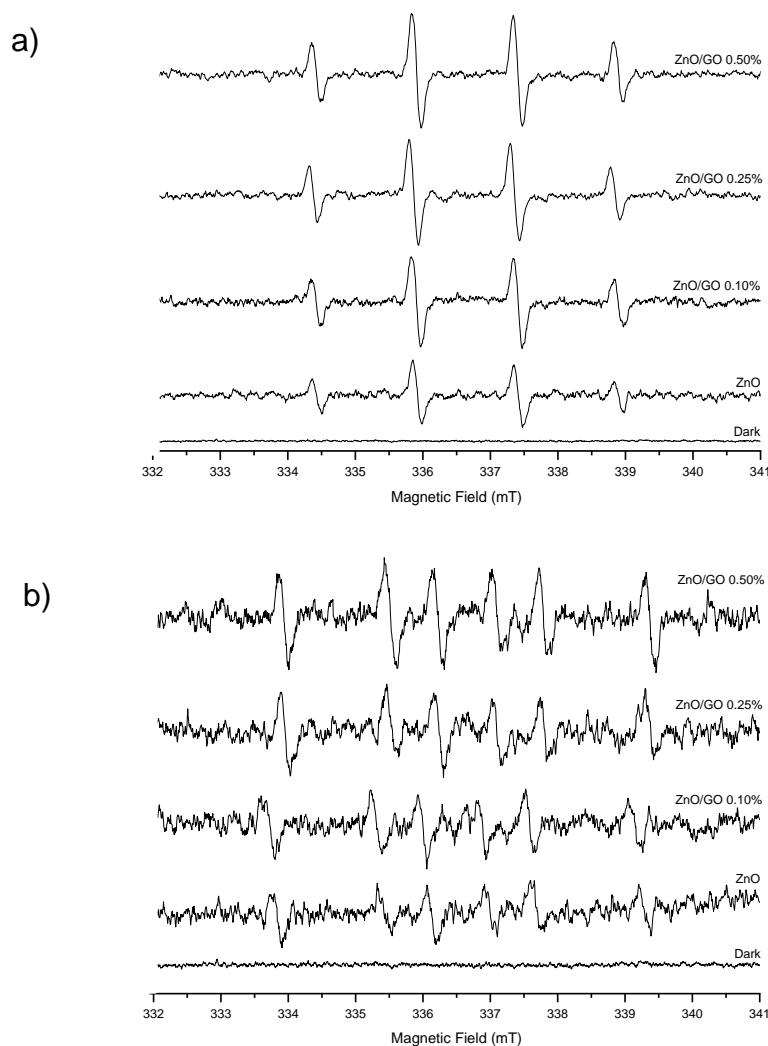 a)
ZnO/GO 0.50%
ZnO/GO 0.25%
ZnO/GO 0.10%
ZnO
Dark
332 333 334 335 336 337 338 339 340 341
Magnetic Field (mT)
b)
ZnO/GO 0.50%
ZnO/GO 0.25%
ZnO/GO 0.10%
ZnO
Dark
332 333 334 335 336 337 338 339 340 341
Magnetic Field (mT)